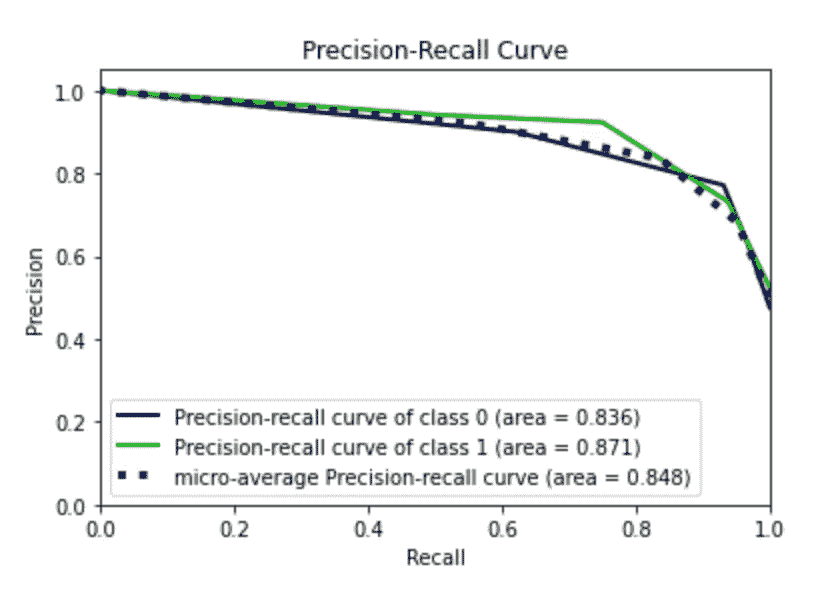 Precision-Recall Curve
1.0
0.8
0.6
0.4
0.2
0.0
Precision
Precision-recall curve of class 0 (area = 0.836)
Precision-recall curve of class 1 (area = 0.871)
micro-average Precision-recall curve (area = 0.848)
0.0 0.2 0.4 0.6 0.8 1.0
Recall